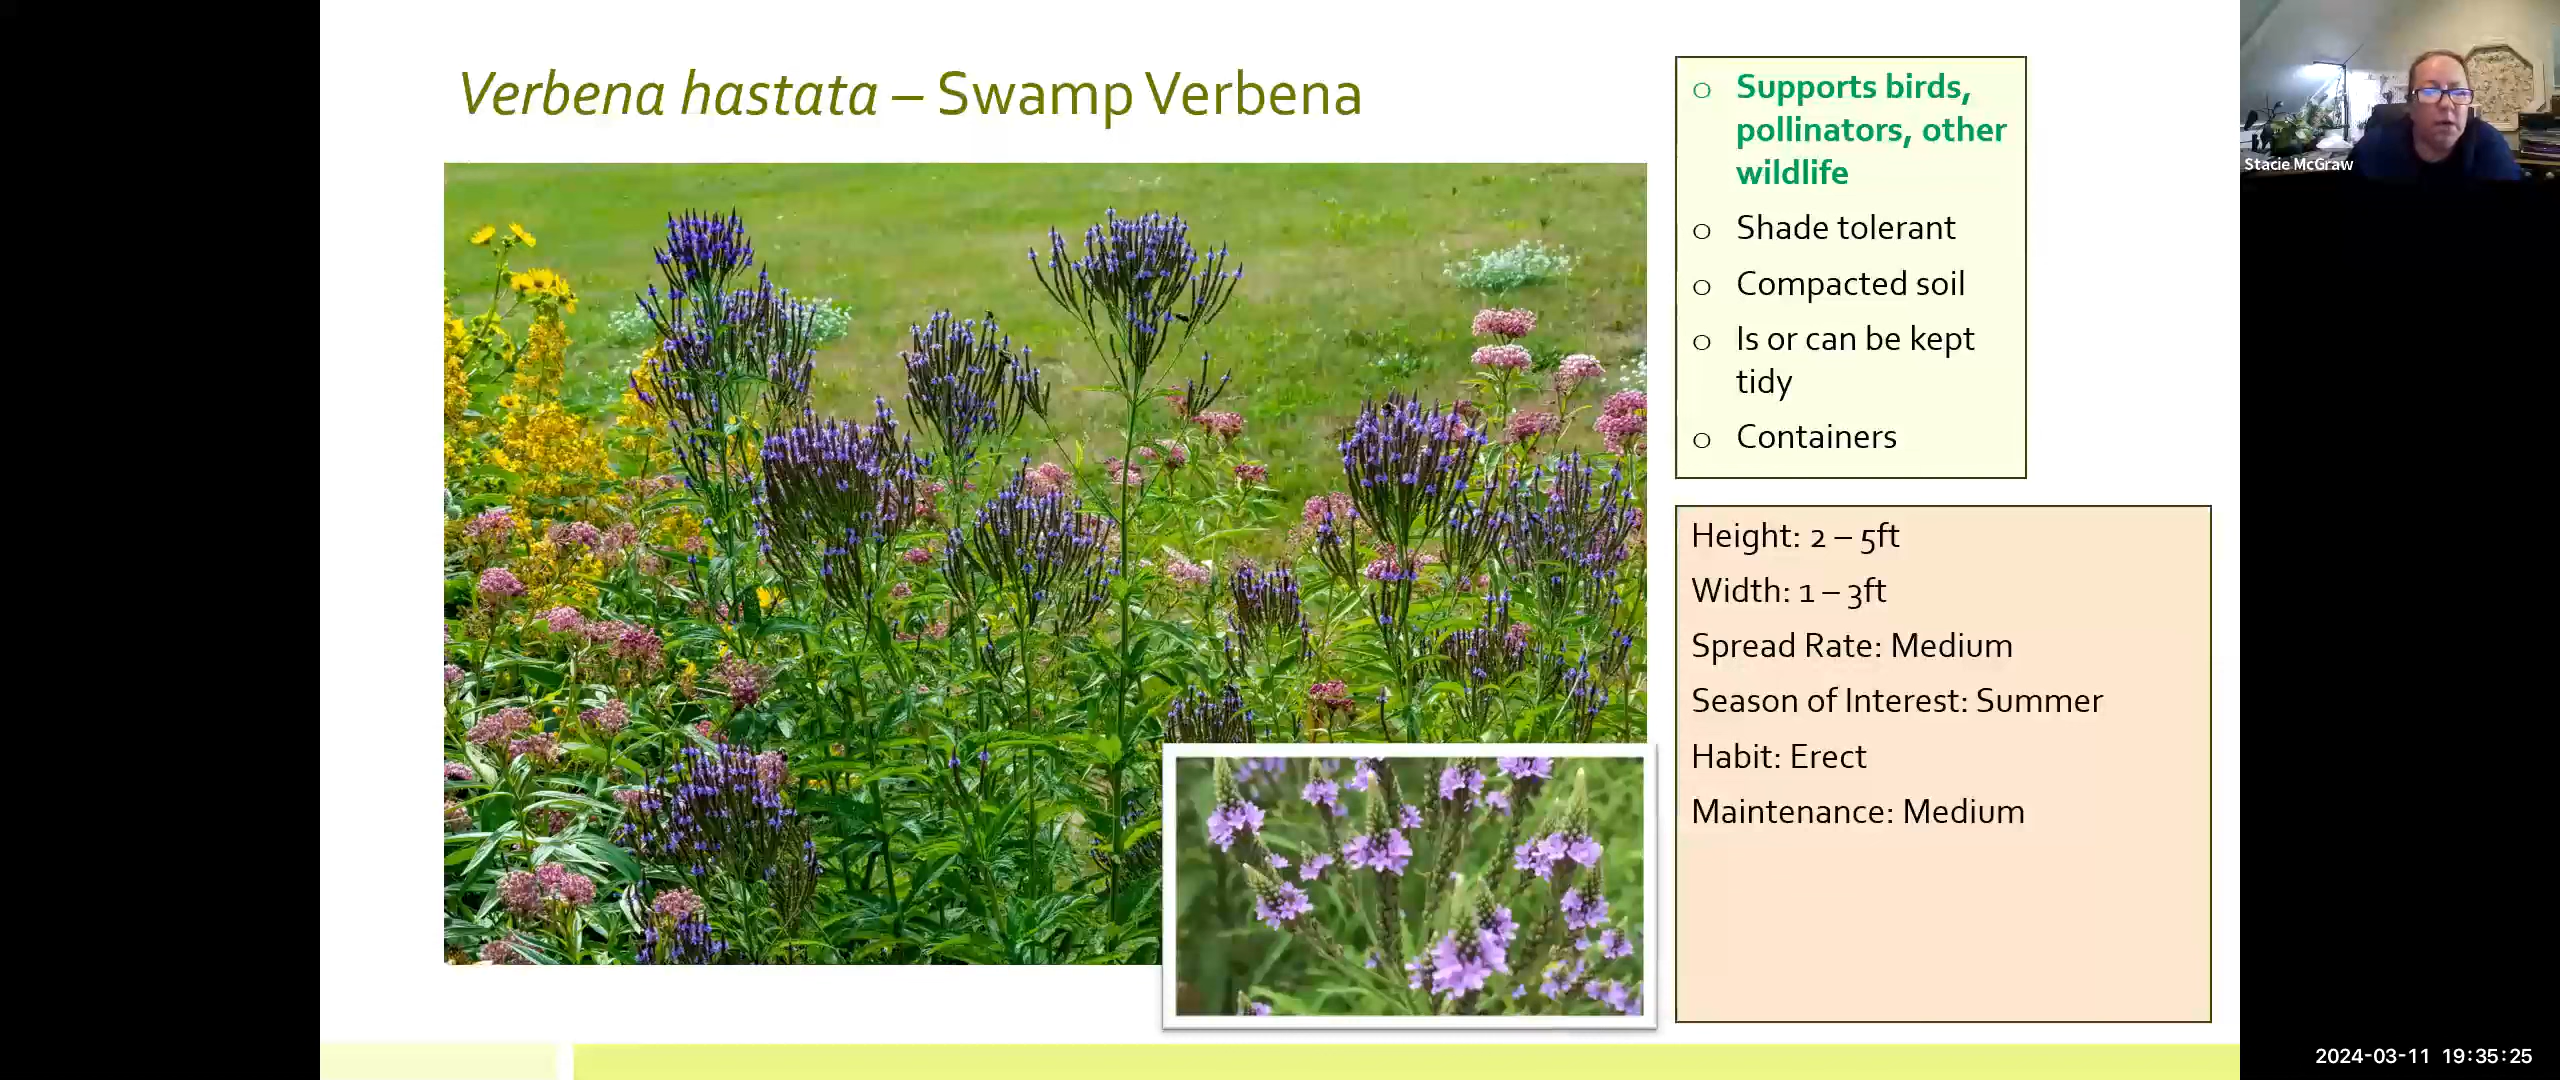 Verbena hastata – Swamp Verbena
o Supports birds,
pollinators, other
wildlife
o Shade tolerant
o Compacted soil
o Is or can be kept
tidy
o Containers
Height: 2 – 5ft
Width: 1 – 3ft
Spread Rate: Medium
Season of Interest: Summer
Habit: Erect
Maintenance: Medium
Stacie McGraw
2024-03-11 19:35:25